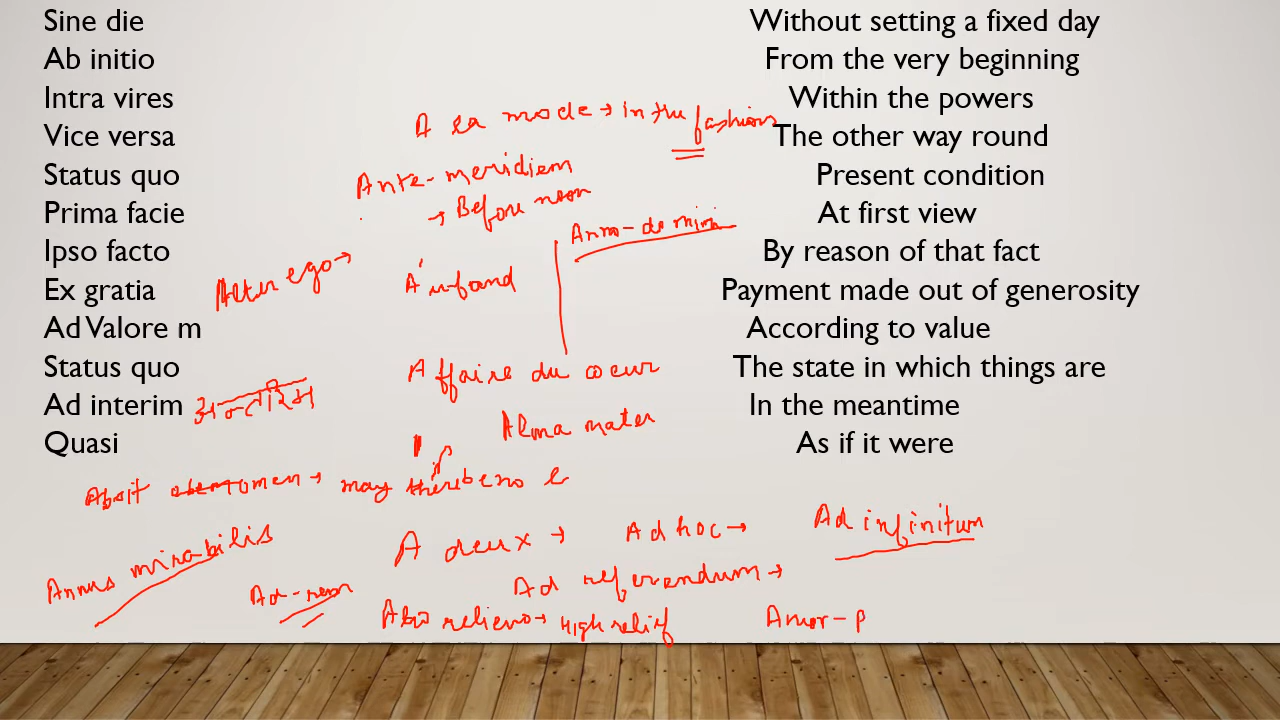 Sine die Without setting a fixed day
Ab initio From the very beginning
Intra vires Within the powers
A la mode → in the fashion
Vice versa The other way round
Status quo Present condition
Ante-meridiem
→ Before noon
Prima facie At first view
Anno-domini
Ipso facto By reason of that fact
Alter ego →
Ex gratia Payment made out of generosity
Ad Valore m According to value
Status quo The state in which things are
Affaire du coeur
Ad interim अन्तरिम In the meantime
Alma mater
Quasi As if it were
Absit omen → may there be no
Annus mirabilis
A deux →
Ad hoc →
Ad infinitum
Ad referendum →
relievo → High relief
Amor-p